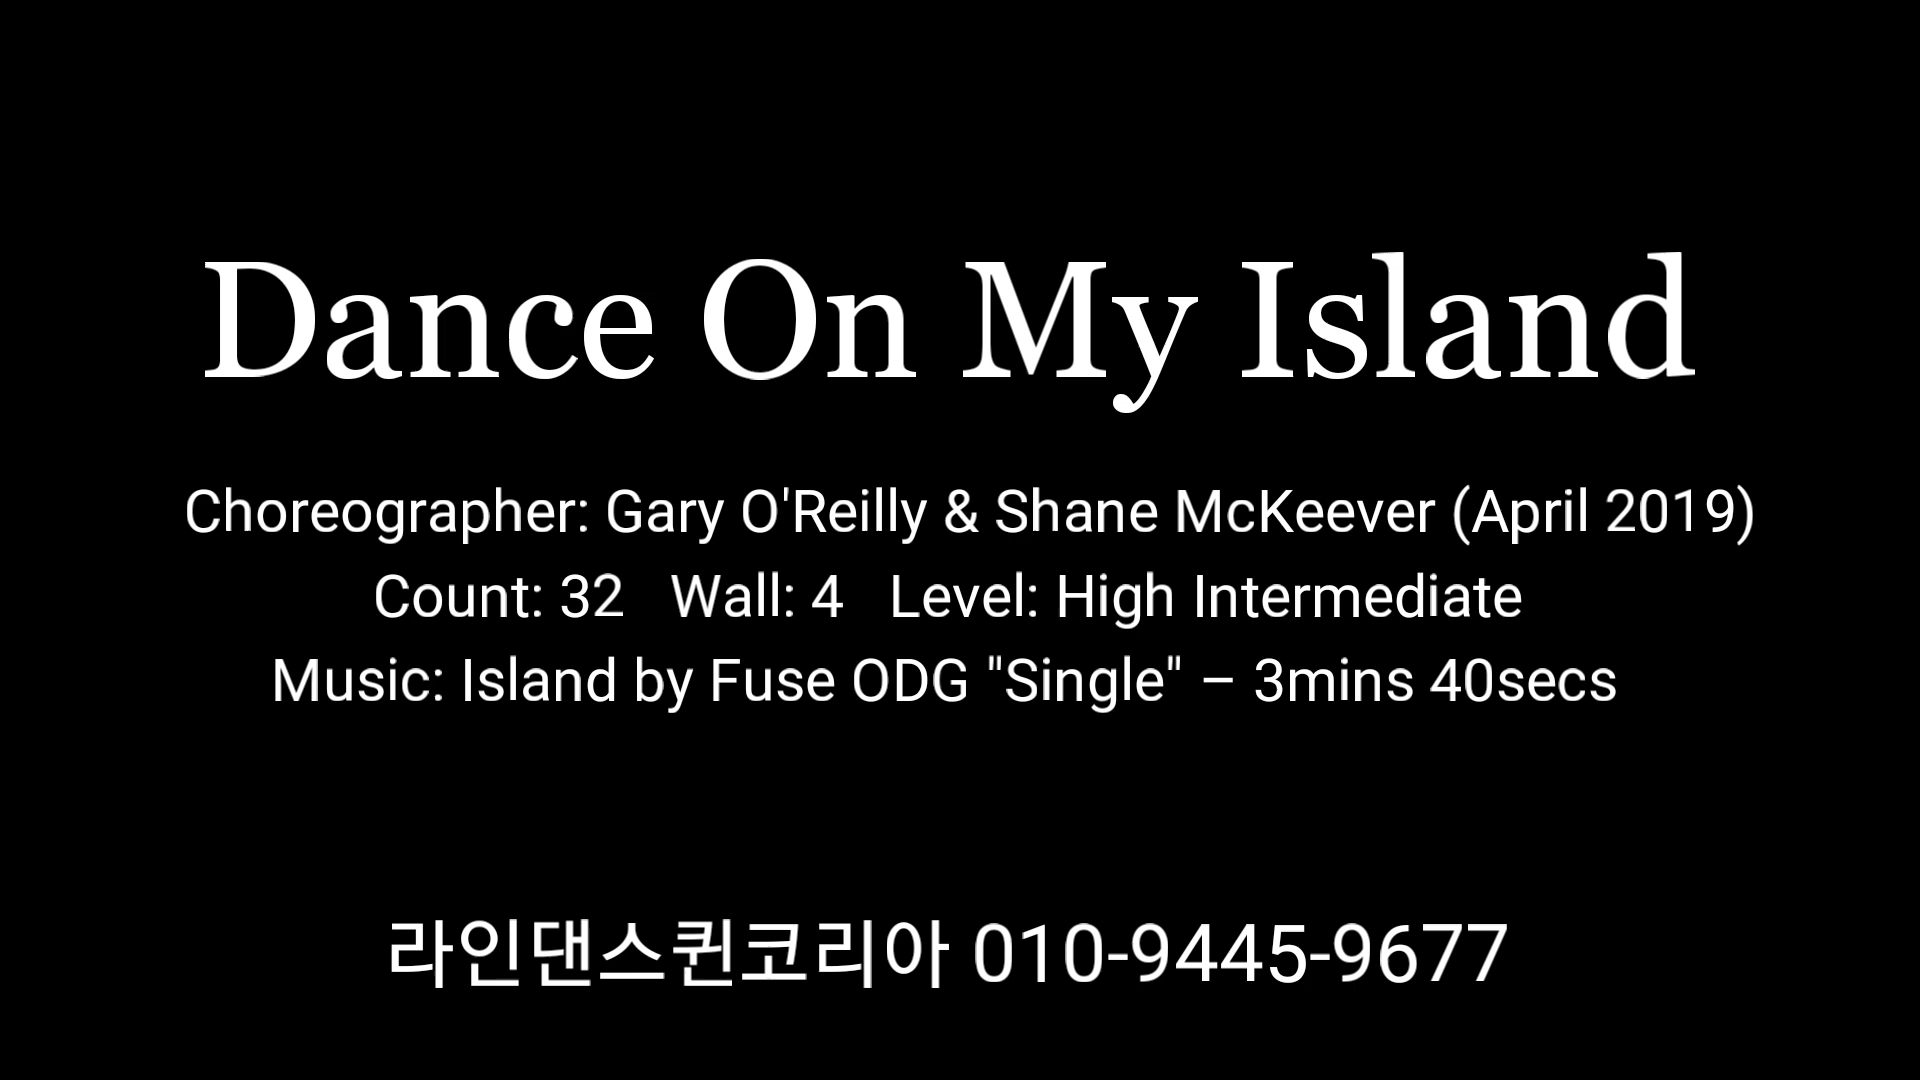 Dance On My Island
Choreographer: Gary O'Reilly & Shane McKeever (April 2019)
Count: 32   Wall: 4   Level: High Intermediate
Music: Island by Fuse ODG "Single" – 3mins 40secs
라인댄스퀸코리아 010-9445-9677